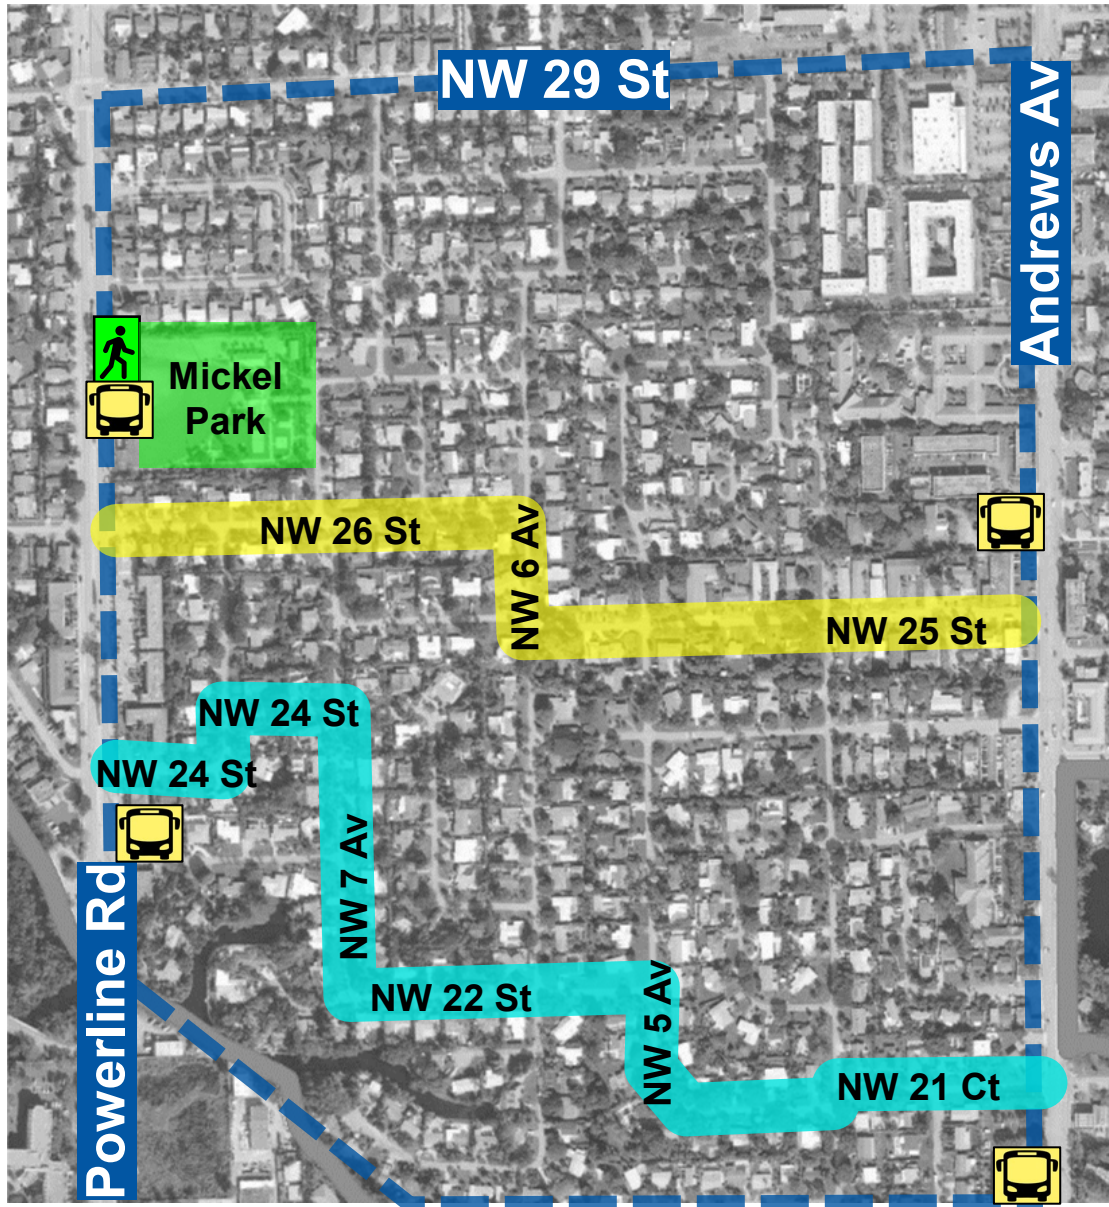 NW 29 St
Andrews Av
Mickel
Park
NW 26 St
NW 6 Av
NW 25 St
NW 24 St
NW 24 St
NW 7 Av
Powerline Rd
NW 22 St
NW 5 Av
NW 21 Ct